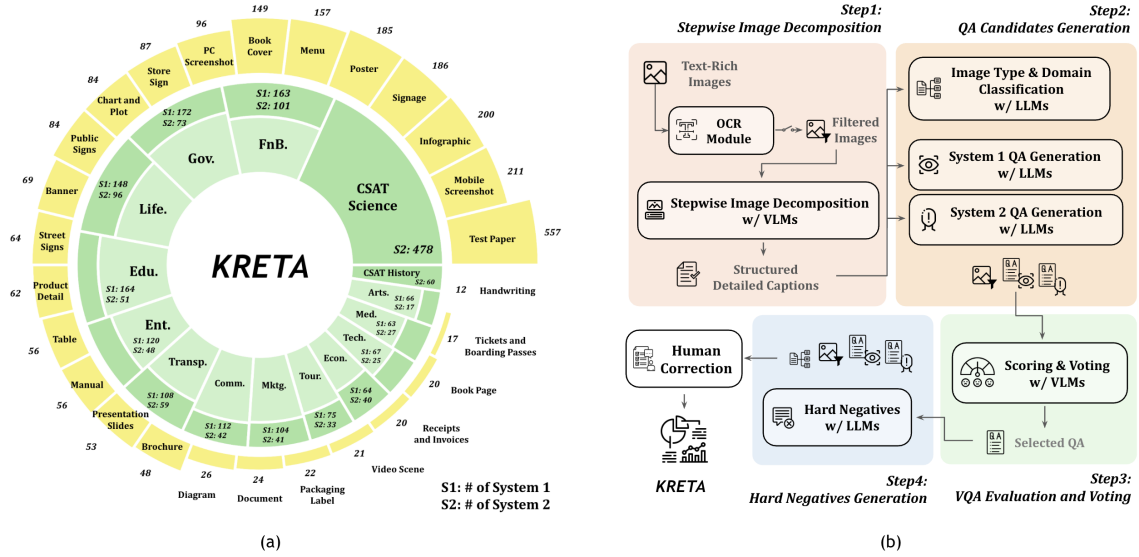 149
157
185
186
200
211
557
96
87
84
84
69
64
62
56
56
53
48
26
24
22
21
20
20
17
12
Book
Cover
Menu
Poster
Signage
Infographic
Mobile
Screenshot
Test Paper
PC
Screenshot
Store
Sign
Chart and
Plot
Public
Signs
Banner
Street
Signs
Product
Detail
Table
Manual
Presentation
Slides
Brochure
Diagram
Document
Packaging
Label
Video Scene
Receipts
and Invoices
Book Page
Tickets and
Boarding Passes
Handwriting
S1: 163
S2: 101
FnB.
CSAT
Science
S2: 478
CSAT History
S2: 60
Arts.
S1: 66
S2: 17
Med.
S1: 63
S2: 27
Tech.
S1: 67
S2: 25
Econ.
S1: 64
S2: 40
Tour.
S1: 75
S2: 33
Mktg.
S1: 104
S2: 41
Comm.
S1: 112
S2: 42
Transp.
S1: 108
S2: 59
Ent.
S1: 120
S2: 48
Edu.
S1: 164
S2: 51
Life.
S1: 148
S2: 96
Gov.
S1: 172
S2: 73
KRETA
S1: # of System 1
S2: # of System 2
(a)
Step1:
Stepwise Image Decomposition
Text-Rich
Images
OCR
Module
Filtered
Images
Stepwise Image Decomposition
w/ VLMs
Structured
Detailed Captions
Step2:
QA Candidates Generation
Image Type & Domain
Classification
w/ LLMs
System 1 QA Generation
w/ LLMs
System 2 QA Generation
w/ LLMs
Q A
Q A
Scoring & Voting
w/ VLMs
Q A
Selected QA
Step3:
VQA Evaluation and Voting
Q A
Q A
Hard Negatives
w/ LLMs
Step4:
Hard Negatives Generation
Human
Correction
KRETA
(b)